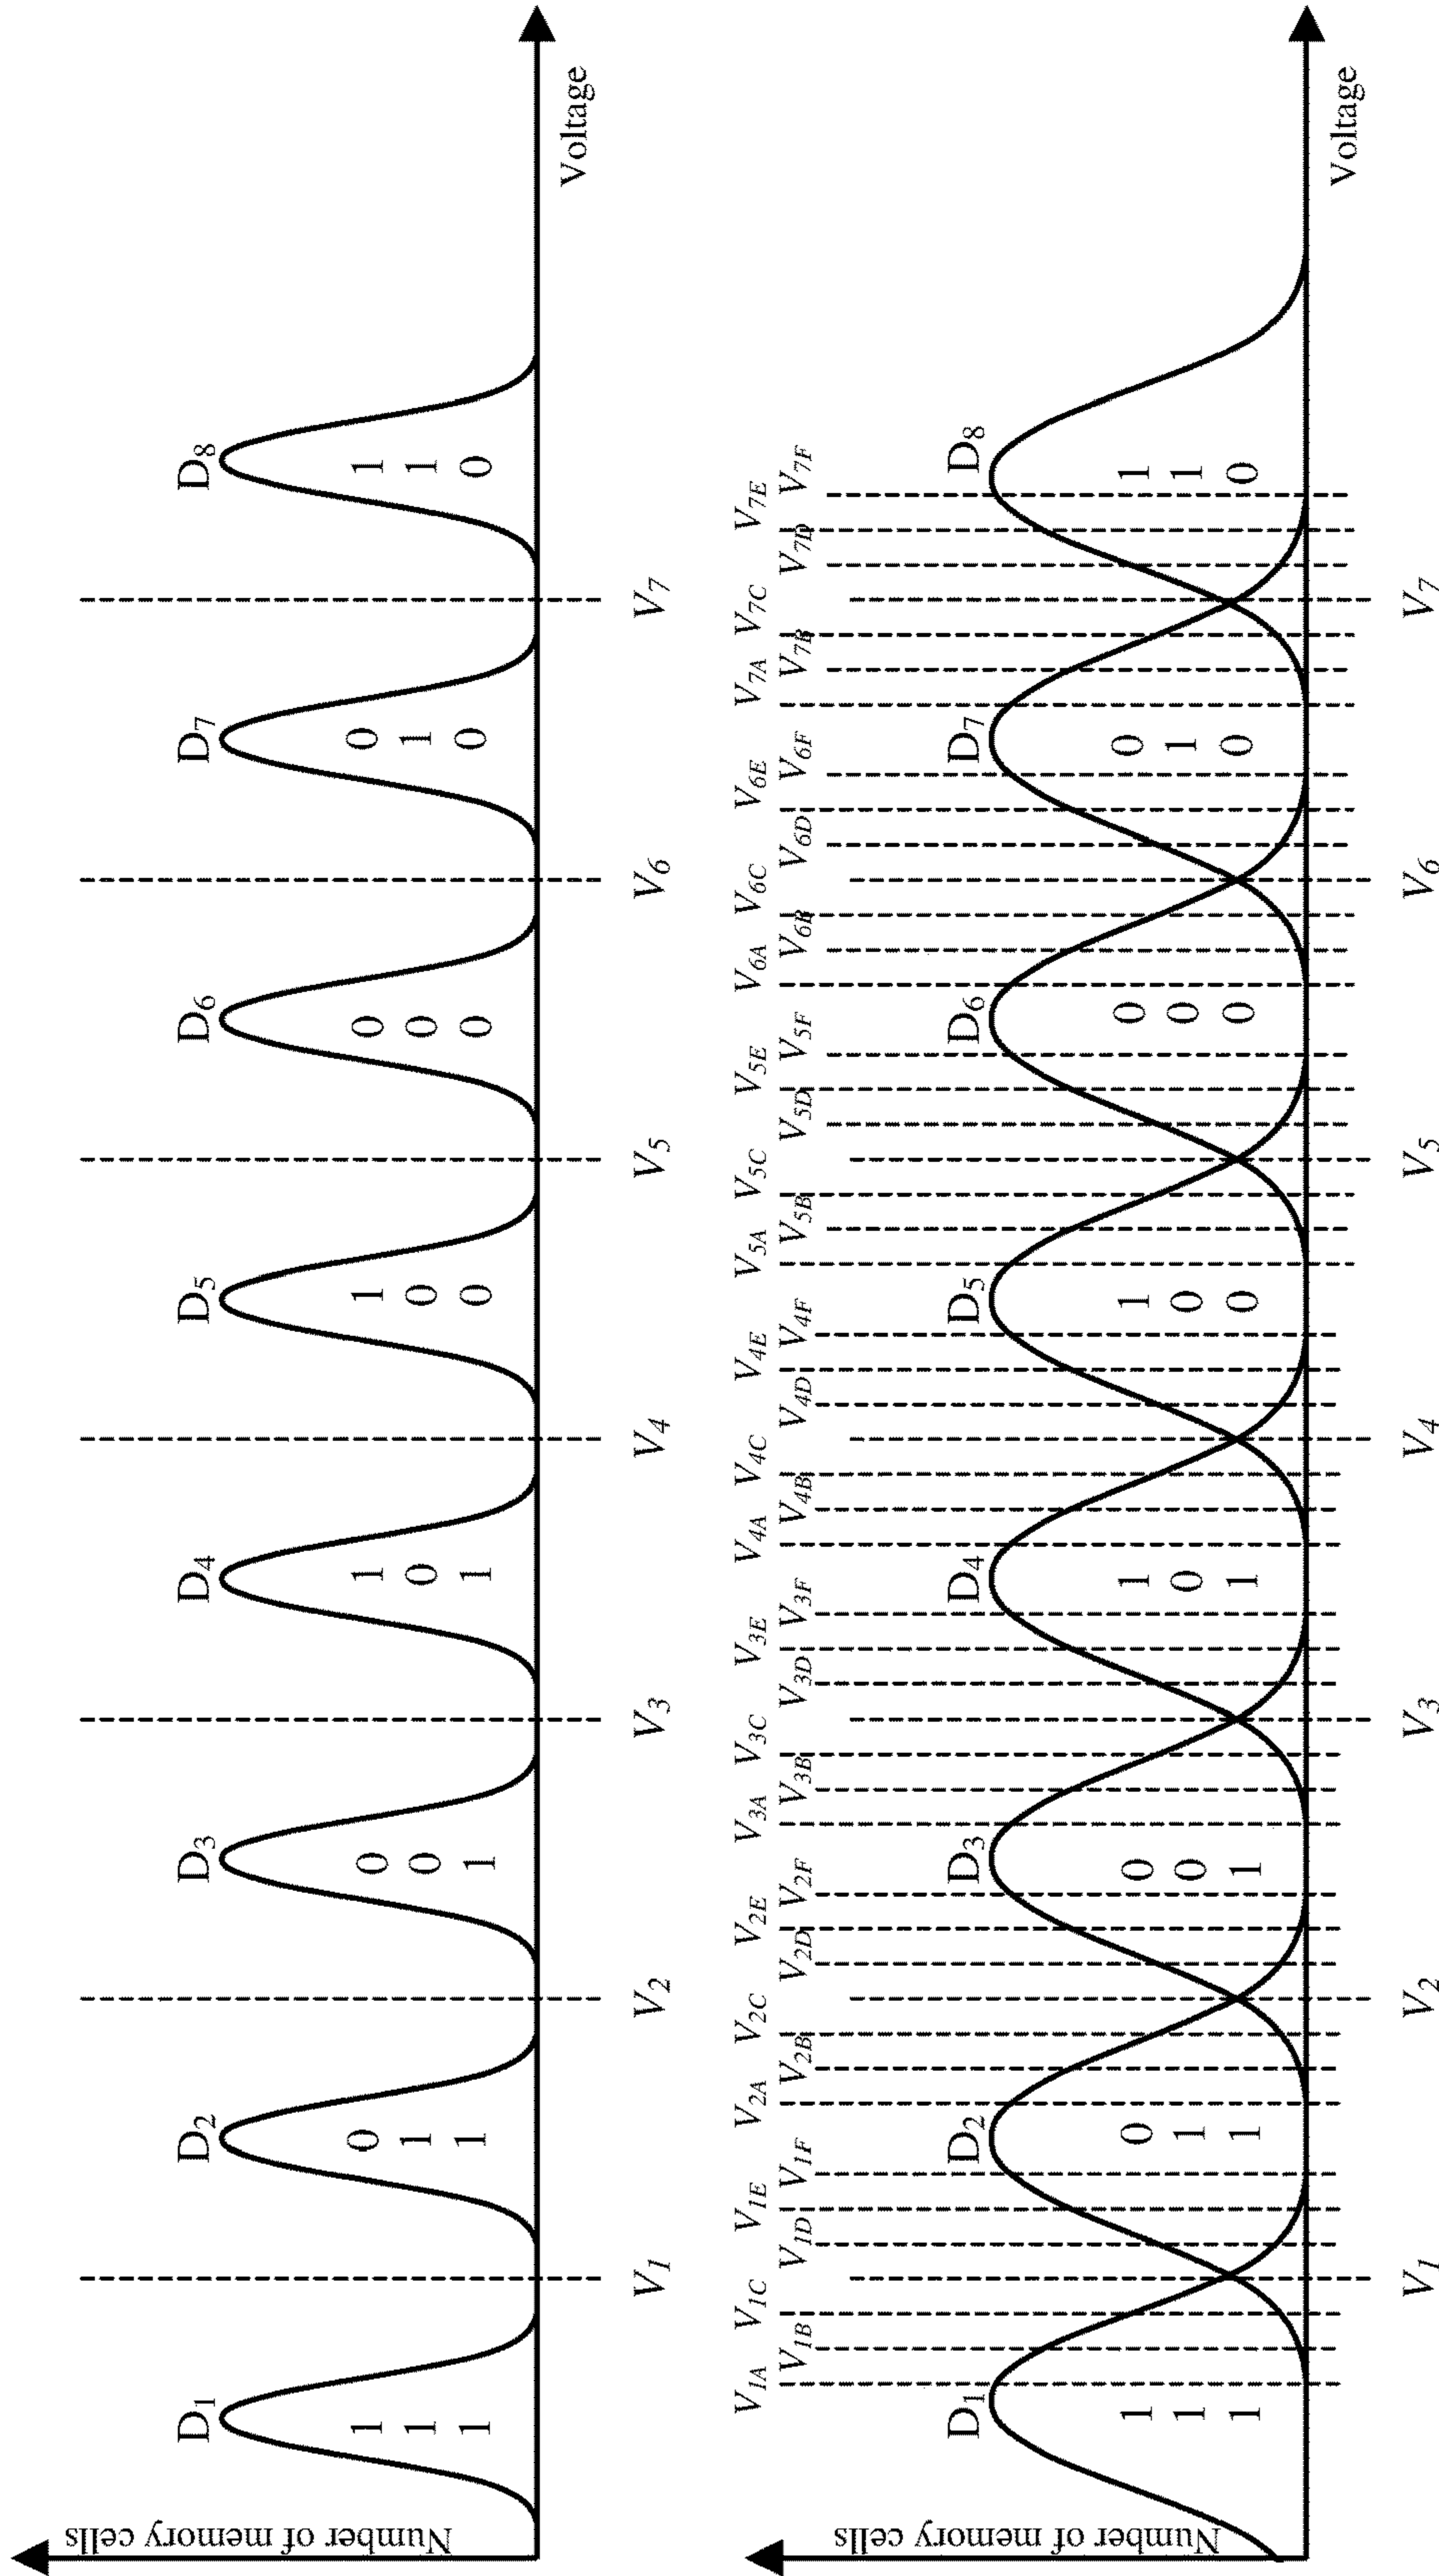 Number of memory cells
D1 D2 D3 D4 D5 D6 D7 D8
1 0 0 1 1 0 0 1
1 1 0 0 0 0 1 1
1 1 1 1 0 0 0 0
Voltage
V1 V2 V3 V4 V5 V6 V7
Number of memory cells
V1A V1C V1E V2A V2C V2E V3A V3C V3E V4A V4C V4E V5A V5C V5E V6A V6C V6E V7A V7C V7E
V1B V1D V1F V2B V2D V2F V3B V3D V3F V4B V4D V4F V5B V5D V5F V6B V6D V6F V7B V7D V7F
D1 D2 D3 D4 D5 D6 D7 D8
1 0 0 1 1 0 0 1
1 1 0 0 0 0 1 1
1 1 1 1 0 0 0 0
Voltage
V1 V2 V3 V4 V5 V6 V7